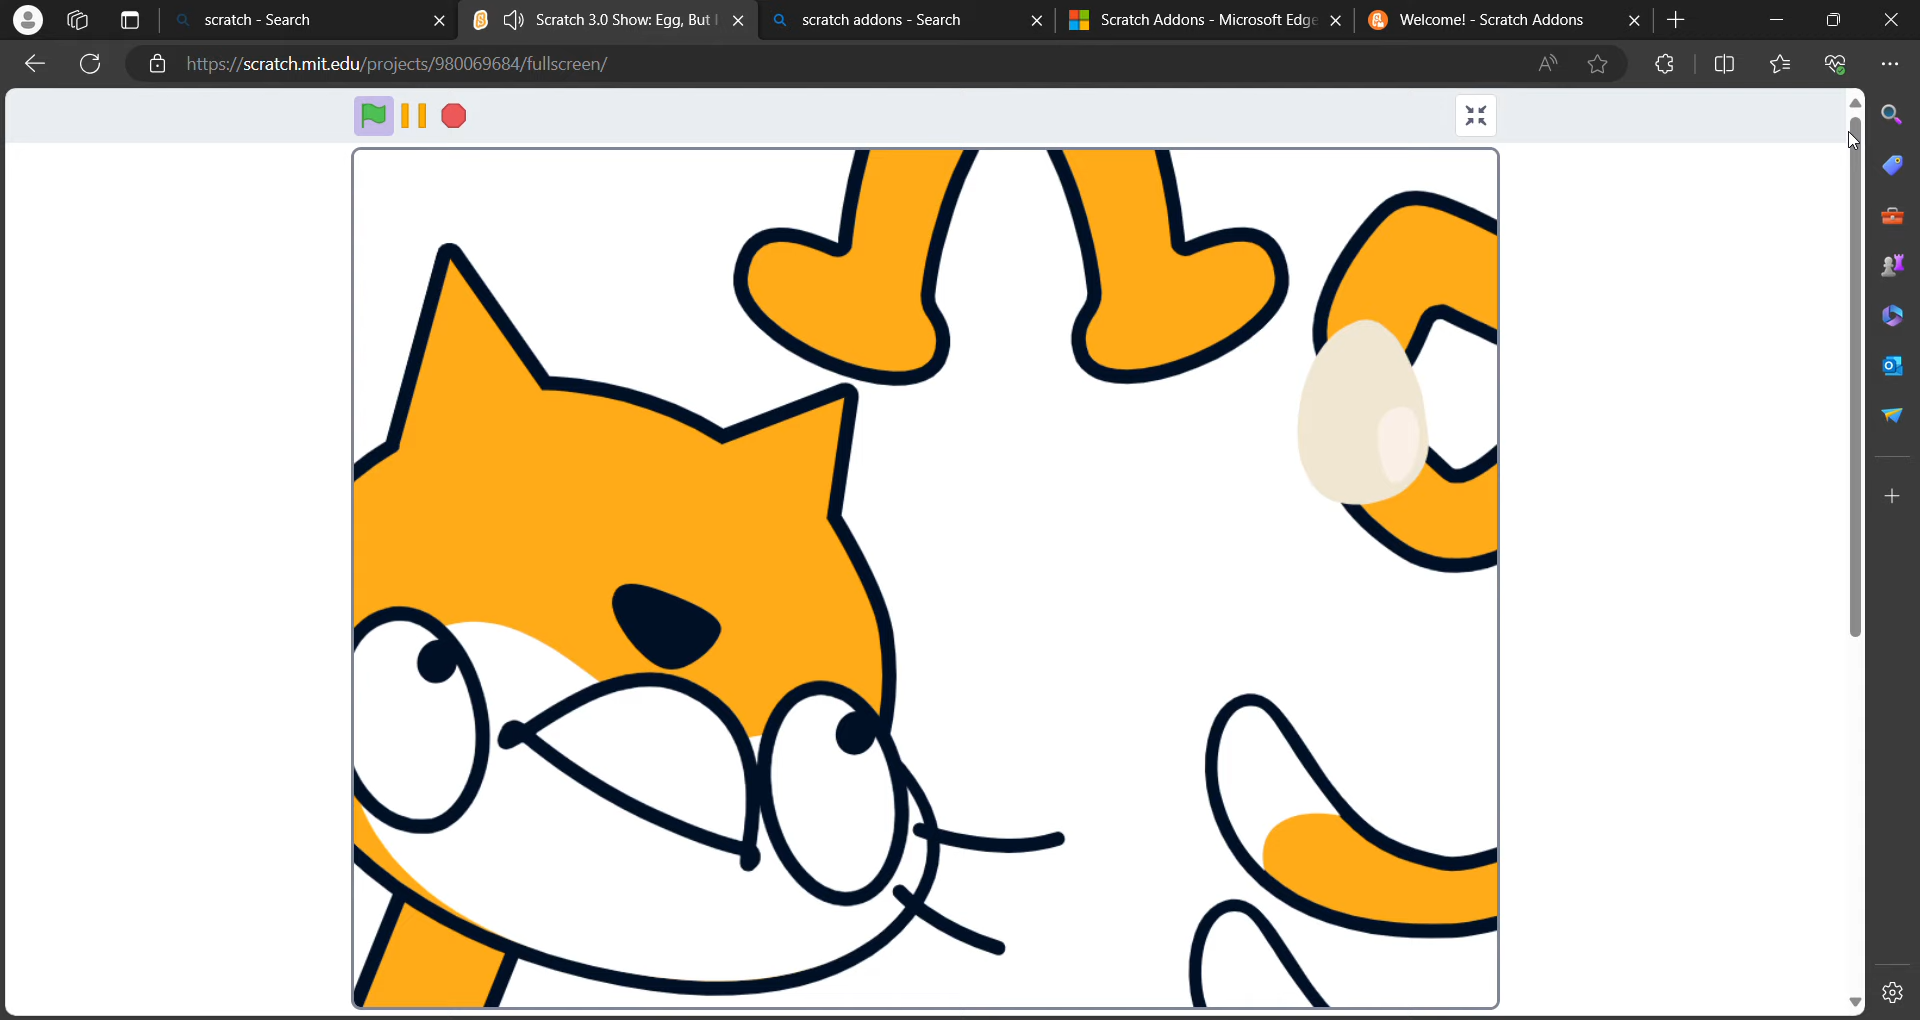 scratch - Search
Scratch 3.0 Show: Egg, But
scratch addons - Search
Scratch Addons - Microsoft Edge
Welcome! - Scratch Addons
https://scratch.mit.edu/projects/980069684/fullscreen/